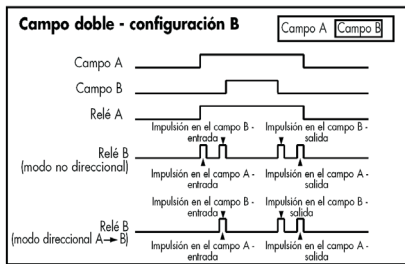 Campo doble - configuración B
Campo A Campo B
Campo A
Campo B
Relé A
Impulsión en el campo B -
entrada
Impulsión en el campo B -
salida
Relé B
(modo no direccional)
Impulsión en el campo A -
entrada
Impulsión en el campo A -
salida
Impulsión en el campo B -
entrada
Impulsión en el campo B -
salida
Relé B
(modo direccional A→B)
Impulsión en el campo A -
entrada
Impulsión en el campo A -
salida